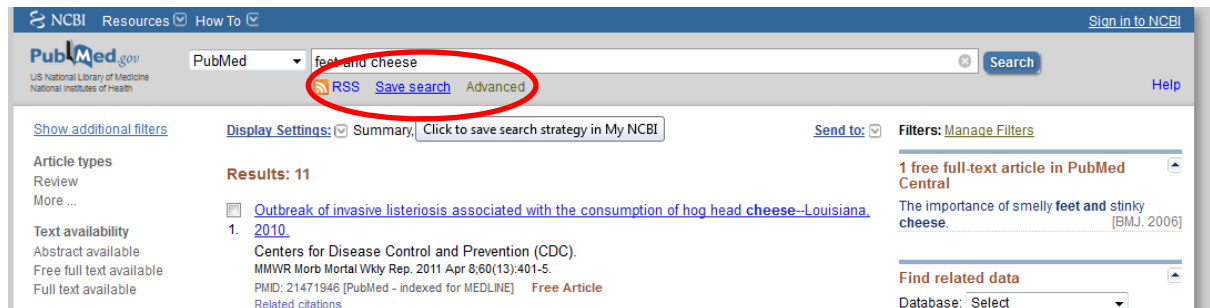 NCBI Resources How To Sign in to NCBI
PubMed.gov
US National Library of Medicine
National Institutes of Health
PubMed feet and cheese Search
RSS Save search Advanced Help
Show additional filters
Article types
Review
More ...
Text availability
Abstract available
Free full text available
Full text available
Display Settings: Summary, Click to save search strategy in My NCBI Send to:
Results: 11
Outbreak of invasive listeriosis associated with the consumption of hog head cheese--Louisiana,
1. 2010.
Centers for Disease Control and Prevention (CDC).
MMWR Morb Mortal Wkly Rep. 2011 Apr 8;60(13):401-5.
PMID: 21471946 [PubMed - indexed for MEDLINE] Free Article
Related citations
Filters: Manage Filters
1 free full-text article in PubMed
Central
The importance of smelly feet and stinky
cheese. [BMJ. 2006]
Find related data
Database: Select